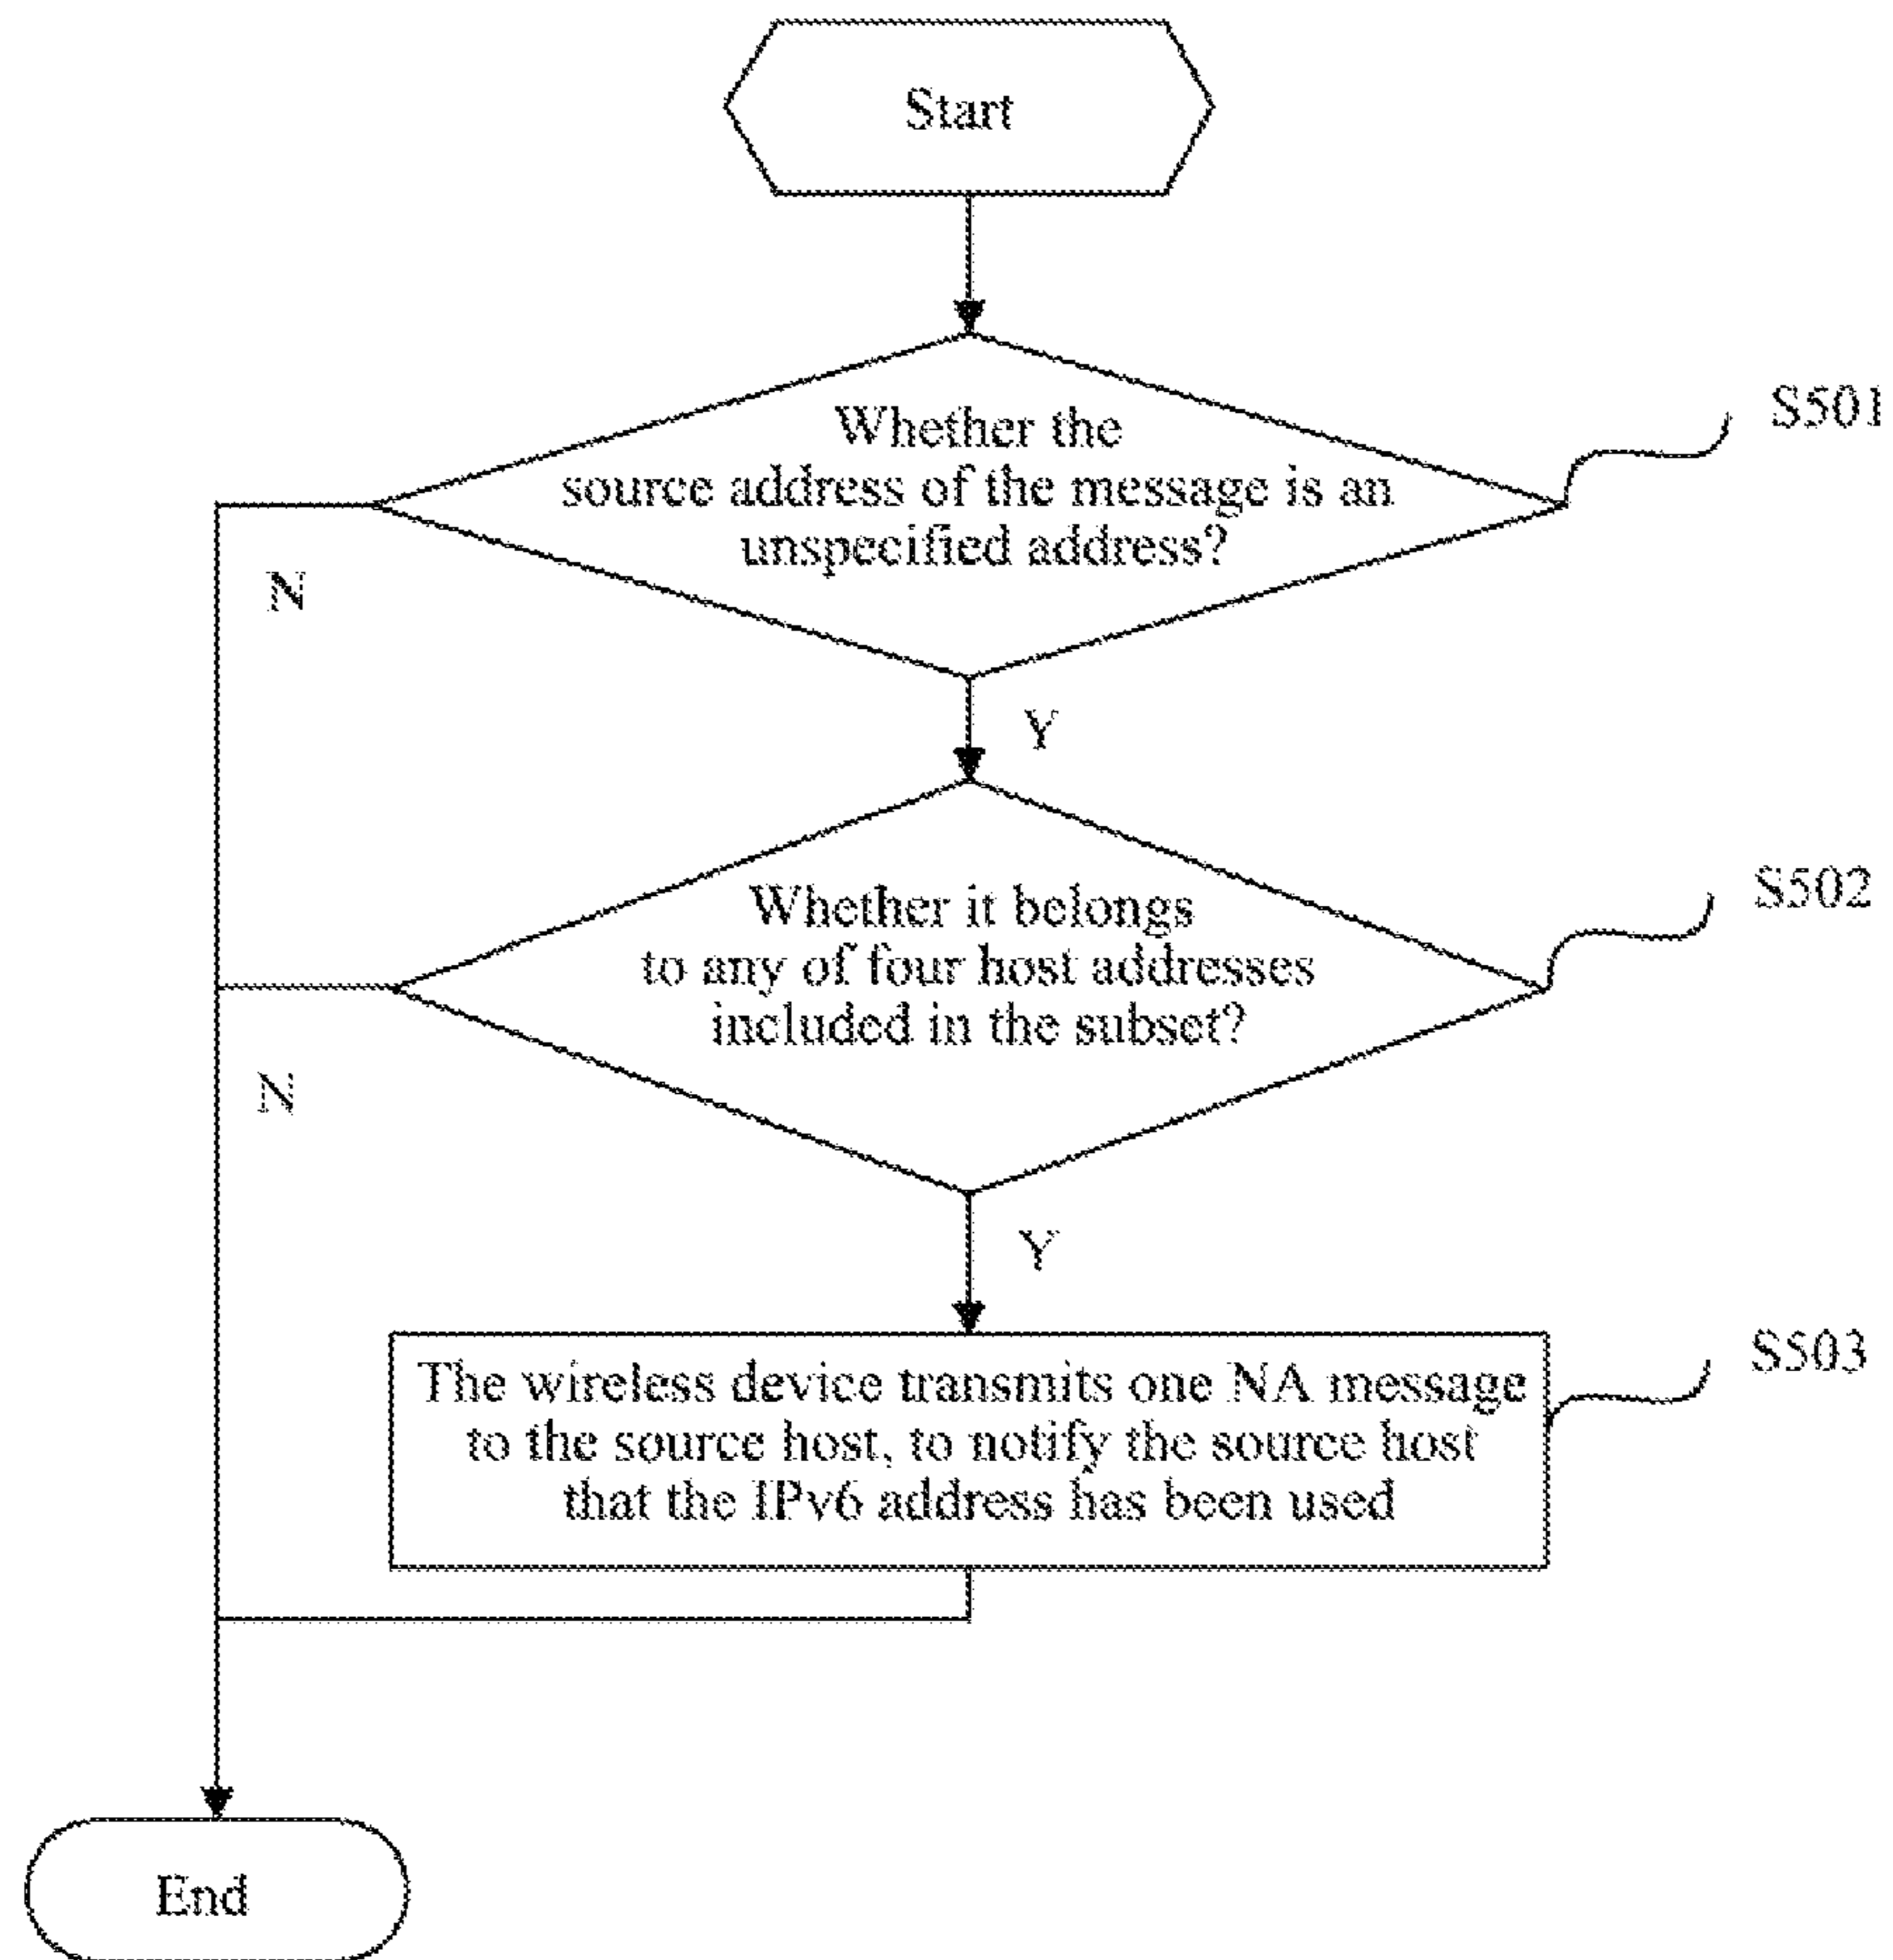 Start
Whether the
source address of the message is an
unspecified address?
S501
N
Y
Whether it belongs
to any of four host addresses
included in the subset?
S502
N
Y
The wireless device transmits one NA message
to the source host, to notify the source host
that the IPv6 address has been used
S503
End